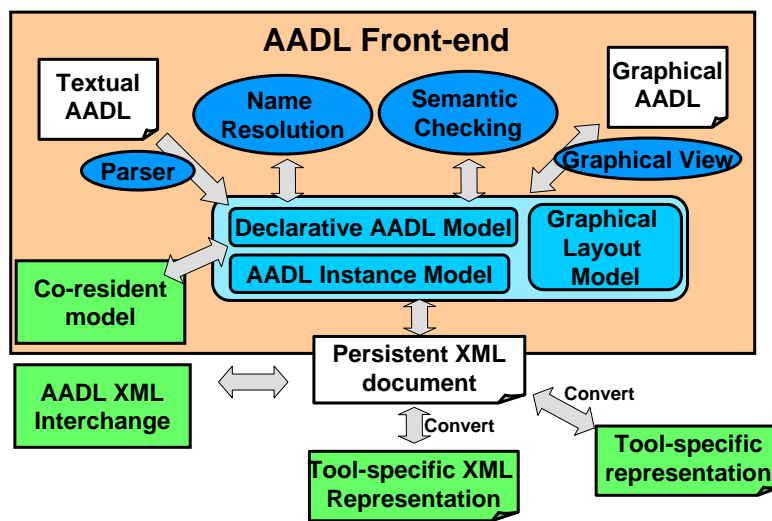 AADL Front-end
Textual
AADL
Name
Resolution
Semantic
Checking
Graphical
AADL
Parser
Graphical View
Declarative AADL Model
AADL Instance Model
Graphical
Layout
Model
Co-resident
model
Persistent XML
document
AADL XML
Interchange
Convert
Convert
Tool-specific XML
Representation
Tool-specific
representation